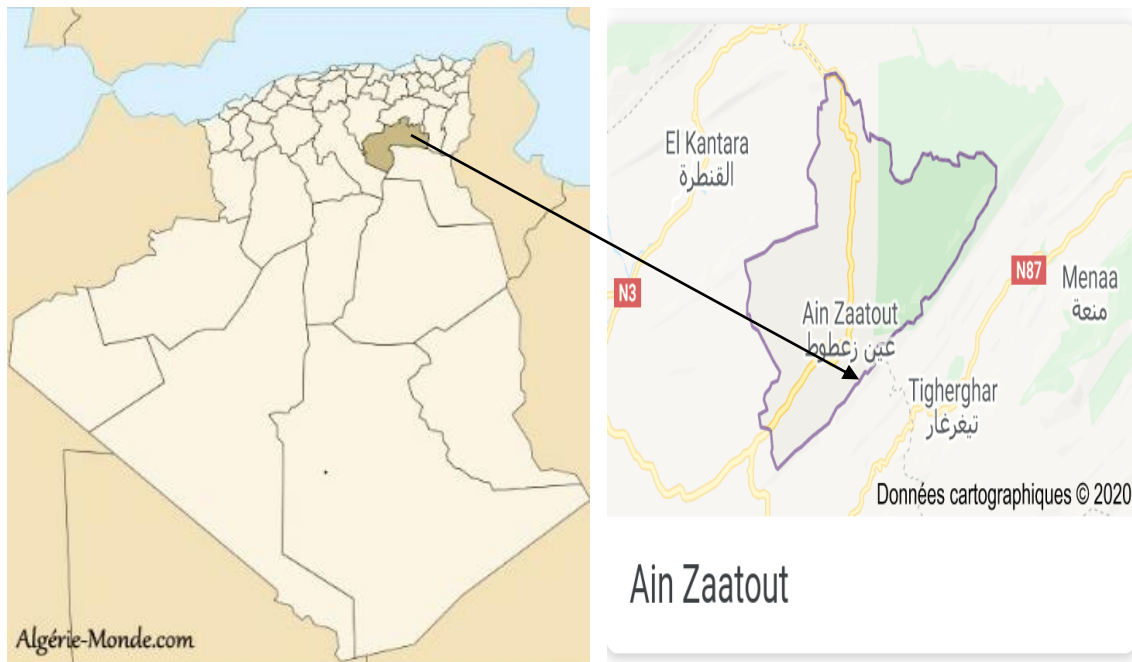 Algérie-Monde.com
El Kantara
القنطرة
N3
N87
Menaa
منعة
Ain Zaatout
عين زعطوط
Tigherghar
تيغرغار
Données cartographiques © 2020
Ain Zaatout